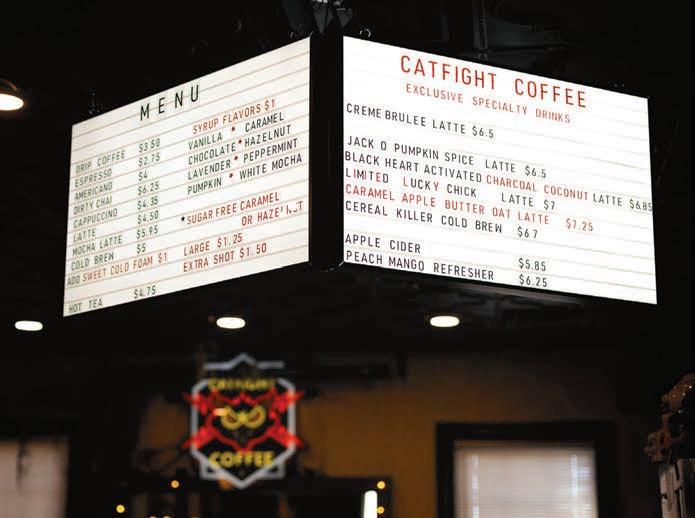 MENU
DRIP COFFEE $3.50
ESPRESSO $2.75
AMERICANO $4
DIRTY CHAI $6.25
CAPPUCCINO $4.35
LATTE $4.50
MOCHA LATTE $5.95
COLD BREW $5
ADD SWEET COLD FOAM $1
HOT TEA $4.75
SYRUP FLAVORS $1
VANILLA * CARAMEL
CHOCOLATE * HAZELNUT
LAVENDER * PEPPERMINT
PUMPKIN * WHITE MOCHA
*SUGAR FREE CARAMEL
OR HAZELNUT
LARGE $1.25
EXTRA SHOT $1.50
CATFIGHT COFFEE
EXCLUSIVE SPECIALTY DRINKS
CREME BRULEE LATTE $6.5
JACK O PUMPKIN SPICE LATTE $6.5
BLACK HEART ACTIVATED CHARCOAL COCONUT LATTE $6.85
LIMITED LUCKY CHICK LATTE $7
CARAMEL APPLE BUTTER OAT LATTE $7.25
CEREAL KILLER COLD BREW $6.7
APPLE CIDER $5.85
PEACH MANGO REFRESHER $6.25
CATFIGHT
COFFEE